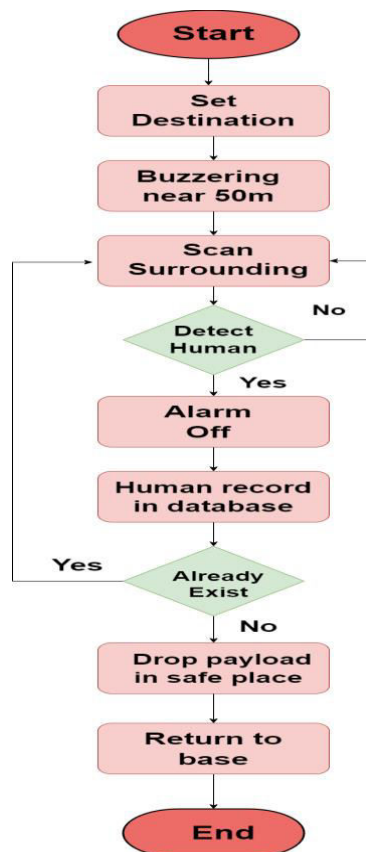 Start
Set
Destination
Buzzering
near 50m
Scan
Surrounding
No
Detect
Human
Yes
Alarm
Off
Human record
in database
Yes
Already
Exist
No
Drop payload
in safe place
Return to
base
End